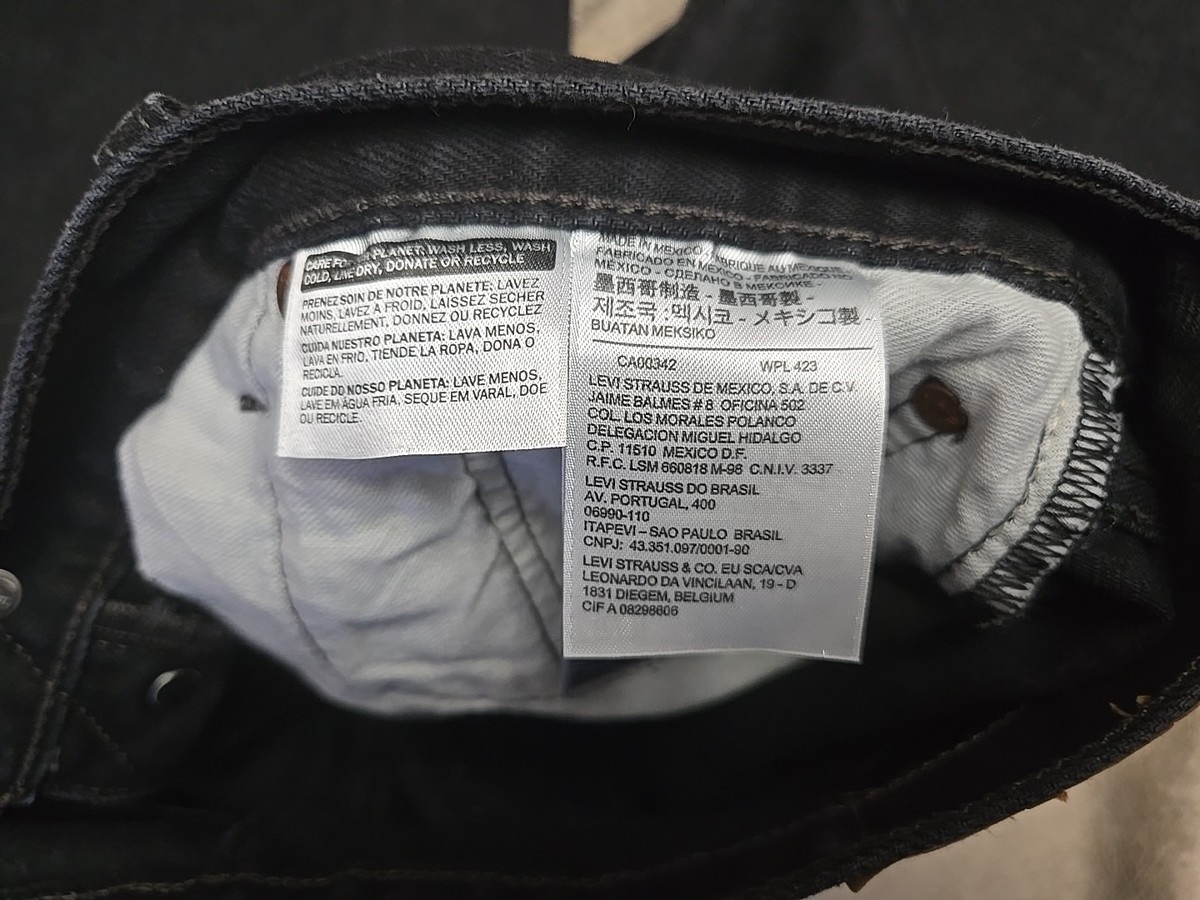 CARE FO PLANET: WASH LESS, WASH
COLD, LINE DRY, DONATE OR RECYCLE
PRENEZ SOIN DE NOTRE PLANETE: LAVEZ
MOINS, LAVEZ À FROID, LAISSEZ SECHER
NATURELLEMENT, DONNEZ OU RECYCLEZ
CUIDA NUESTRO PLANETA: LAVA MENOS,
LAVA EN FRIO, TIENDE LA ROPA, DONA O
RECICLA.
CUIDE DO NOSSO PLANETA: LAVE MENOS,
LAVE EM ÁGUA FRIA, SEQUE EM VARAL, DOE
OU RECICLE.
MADE IN MEXICO FABRIQUE AU MEXIQUE
FABRICADO EN MEXICO - FABRICADO
MÉXICO - СДЕЛАНО В МЕКСИКЕ -
墨西哥制造 - 墨西哥製 -
제조국 : 멕시코 - メキシコ製 -
BUATAN MEKSIKO
CA00342 WPL 423
LEVI STRAUSS DE MEXICO, S.A. DE C.V.
JAIME BALMES # 8 OFICINA 502
COL. LOS MORALES POLANCO
DELEGACION MIGUEL HIDALGO
C.P. 11510 MEXICO D.F.
R.F.C. LSM 660818 M-96 C.N.I.V. 3337
LEVI STRAUSS DO BRASIL
AV. PORTUGAL, 400
06990-110
ITAPEVI – SAO PAULO BRASIL
CNPJ: 43.351.097/0001-90
LEVI STRAUSS & CO. EU SCA/CVA
LEONARDO DA VINCILAAN, 19 - D
1831 DIEGEM, BELGIUM
CIF A 08298606